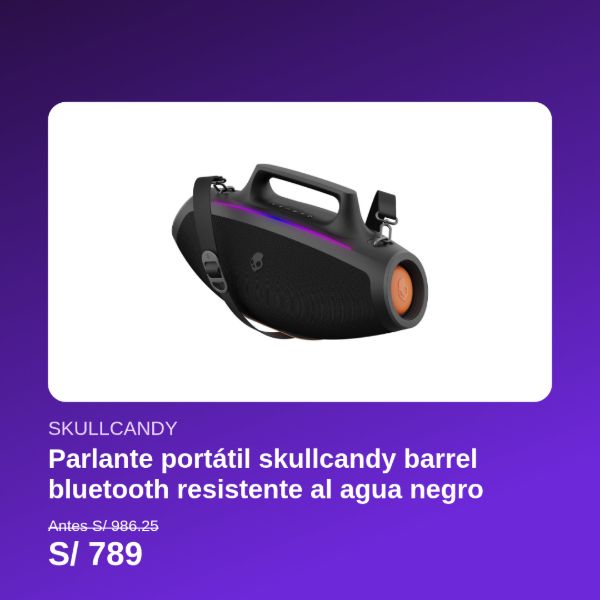 SKULLCANDY
Parlante portátil skullcandy barrel
bluetooth resistente al agua negro
Antes S/ 986.25
S/ 789